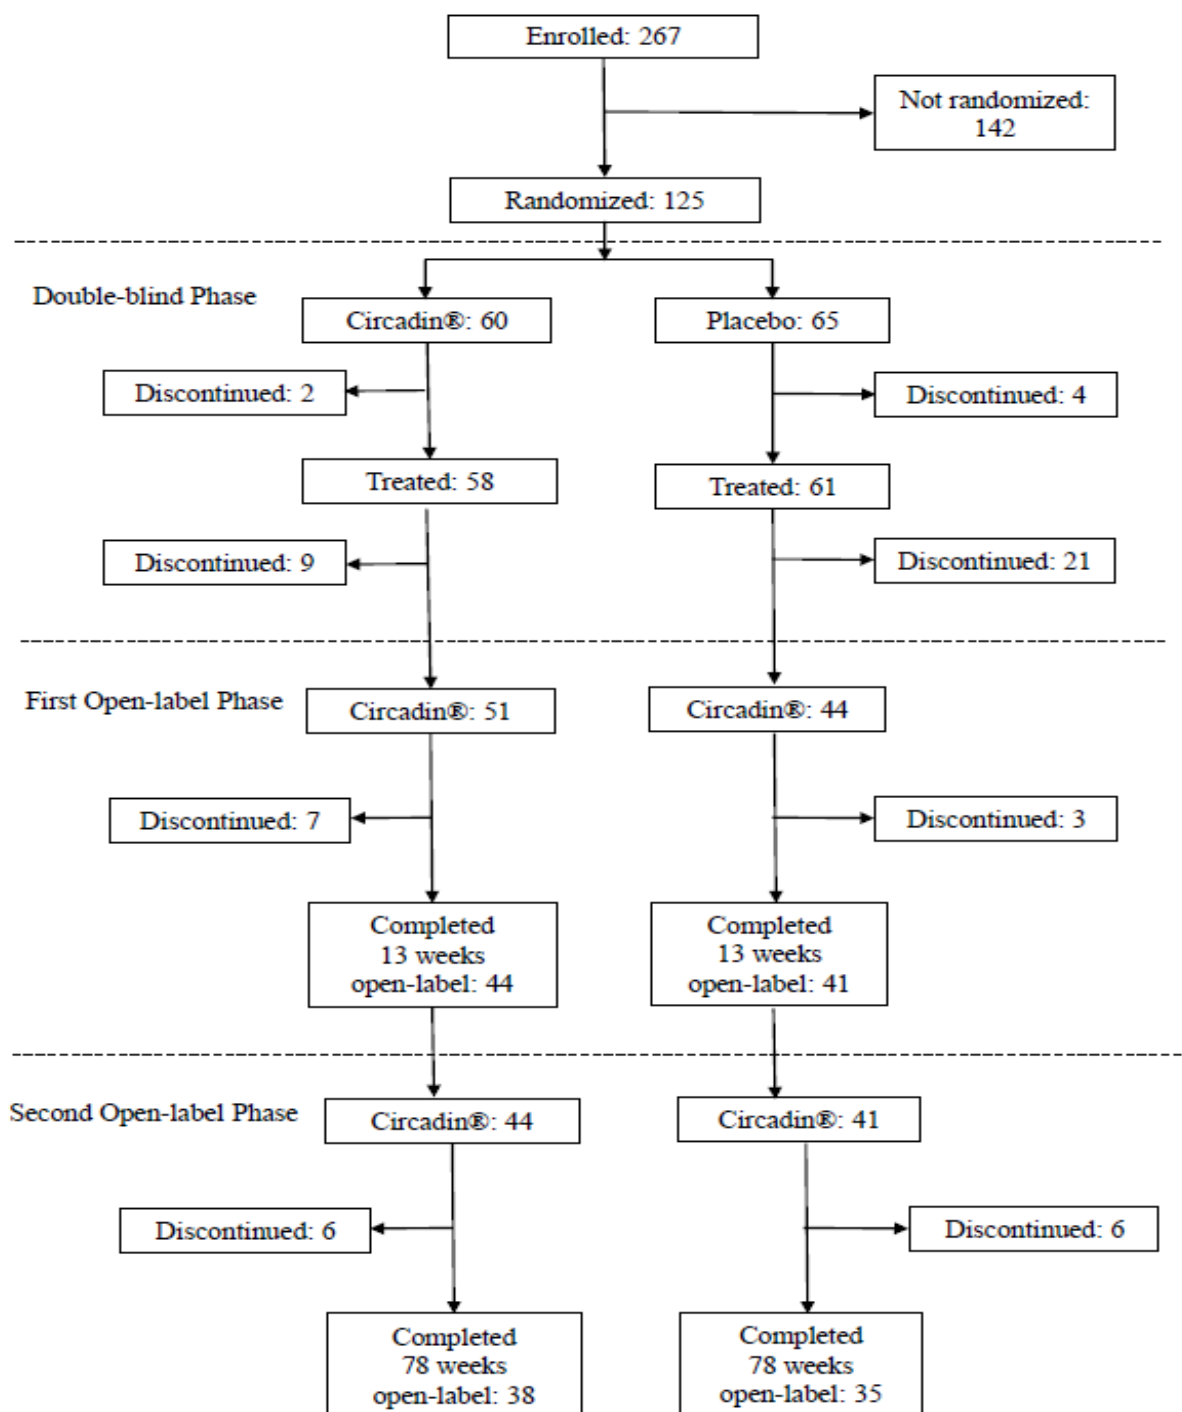 Enrolled: 267
Not randomized:
142
Randomized: 125
Double-blind Phase
Circadin®: 60
Placebo: 65
Discontinued: 2
Discontinued: 4
Treated: 58
Treated: 61
Discontinued: 9
Discontinued: 21
First Open-label Phase
Circadin®: 51
Circadin®: 44
Discontinued: 7
Discontinued: 3
Completed
13 weeks
open-label: 44
Completed
13 weeks
open-label: 41
Second Open-label Phase
Circadin®: 44
Circadin®: 41
Discontinued: 6
Discontinued: 6
Completed
78 weeks
open-label: 38
Completed
78 weeks
open-label: 35